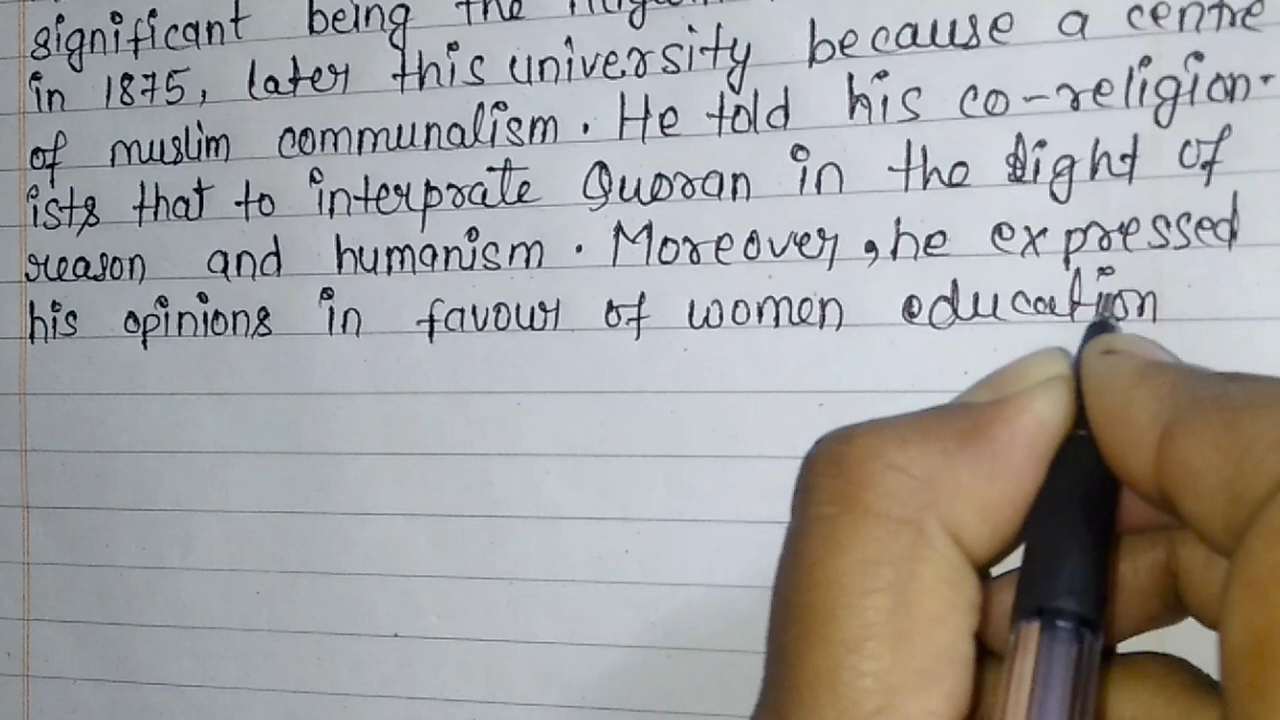 significant being the
in 1875, later this university because a centre
of muslim communalism. He told his co-religion-
ists that to interprate Quoran in the light of
reason and humanism. Moreover, he expressed
his opinions in favour of women education